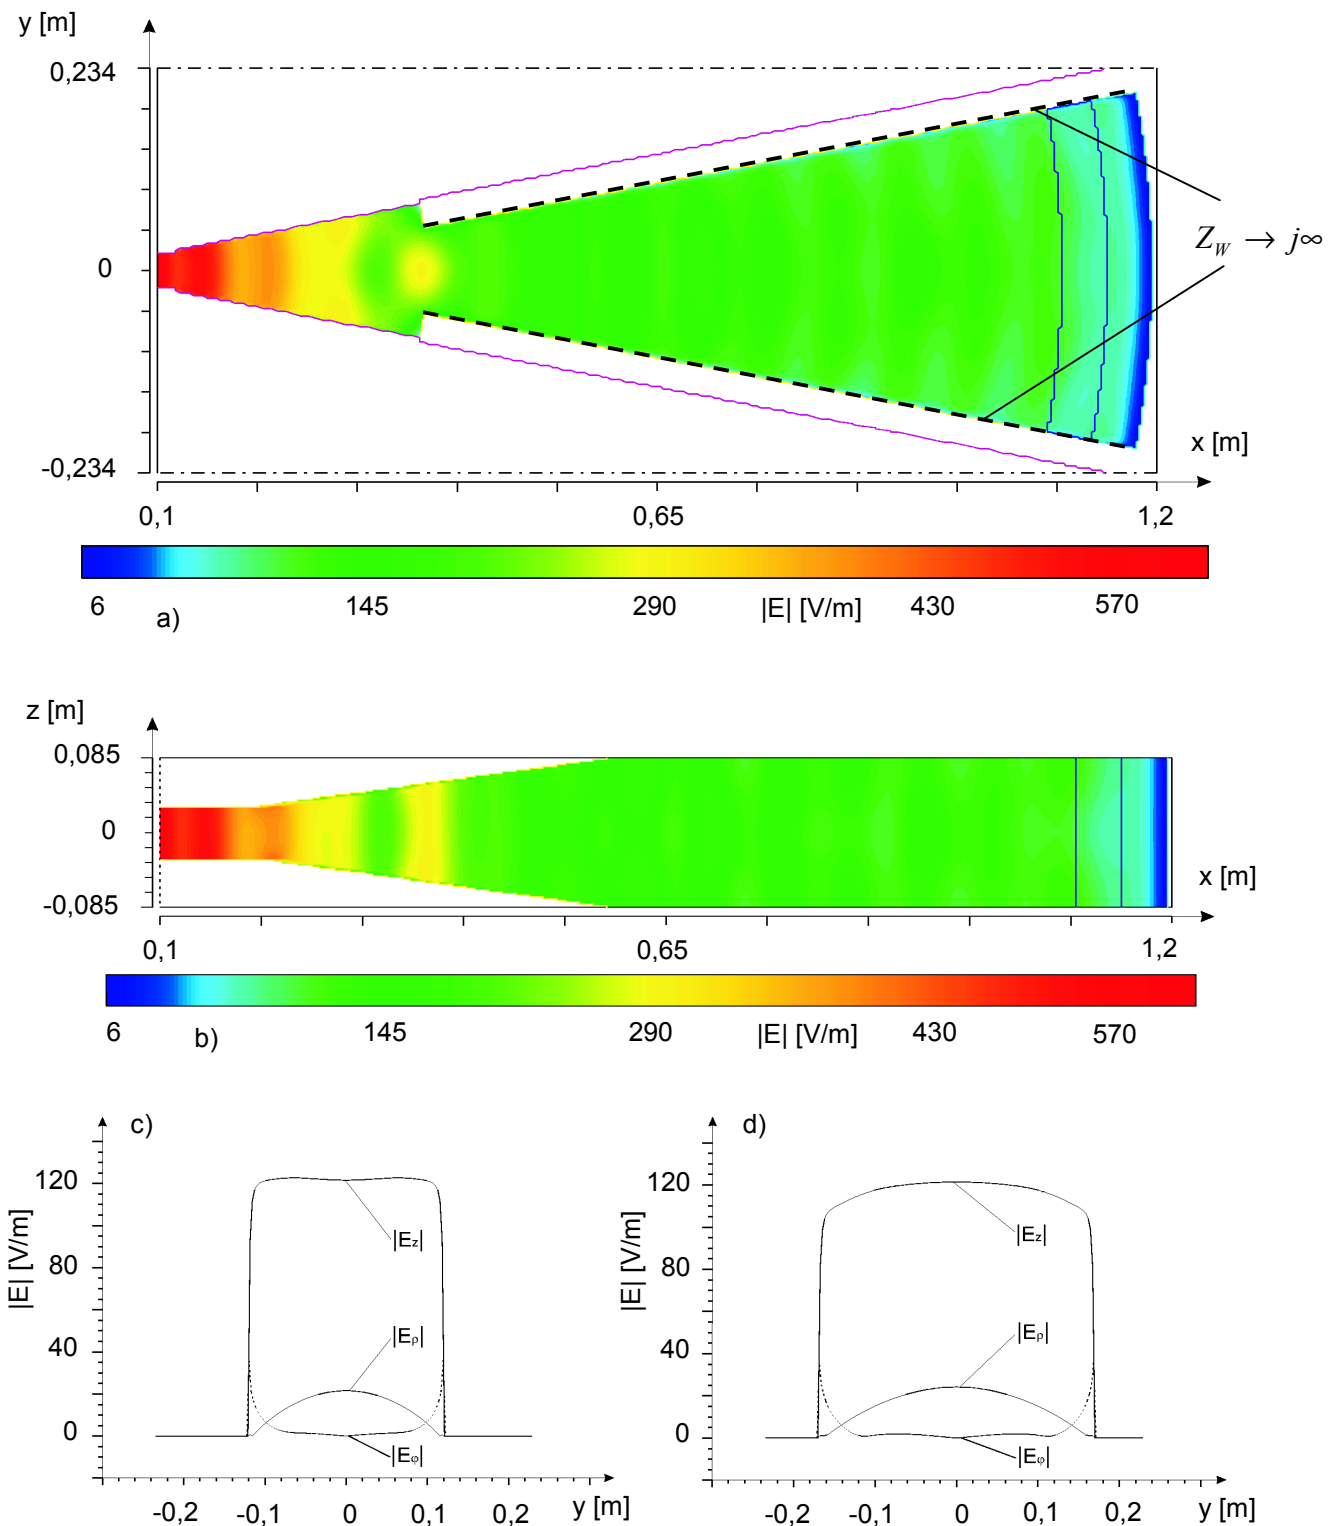 y [m]
0,234
0
-0,234
Z_W → j∞
x [m]
0,1 0,65 1,2
6 145 290 |E| [V/m] 430 570
a)
z [m]
0,085
0
-0,085
x [m]
0,1 0,65 1,2
6 145 290 |E| [V/m] 430 570
b)
c)
|E| [V/m]
120
80
40
0
|Ez|
|Eρ|
|Eφ|
-0,2 -0,1 0 0,1 0,2
y [m]
d)
|E| [V/m]
120
80
40
0
|Ez|
|Eρ|
|Eφ|
-0,2 -0,1 0 0,1 0,2
y [m]